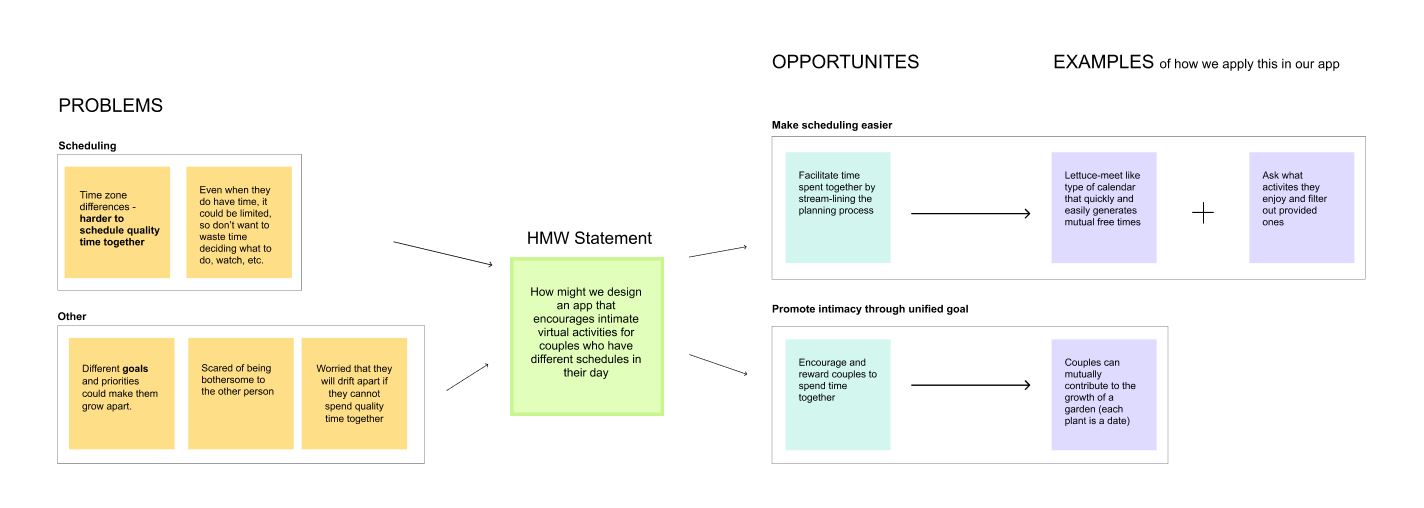 OPPORTUNITES
EXAMPLES of how we apply this in our app
PROBLEMS
Scheduling
Time zone
differences -
harder to
schedule quality
time together
Even when they
do have time, it
could be limited,
so don't want to
waste time
deciding what to
do, watch, etc.
Other
Different goals
and priorities
could make them
grow apart.
Scared of being
bothersome to
the other person
Worried that they
will drift apart if
they cannot
spend quality
time together
HMW Statement
How might we design
an app that
encourages intimate
virtual activities for
couples who have
different schedules in
their day
Make scheduling easier
Facilitate time
spent together by
stream-lining the
planning process
Lettuce-meet like
type of calendar
that quickly and
easily generates
mutual free times
Ask what
activites they
enjoy and filter
out provided
ones
Promote intimacy through unified goal
Encourage and
reward couples to
spend time
together
Couples can
mutually
contribute to the
growth of a
garden (each
plant is a date)